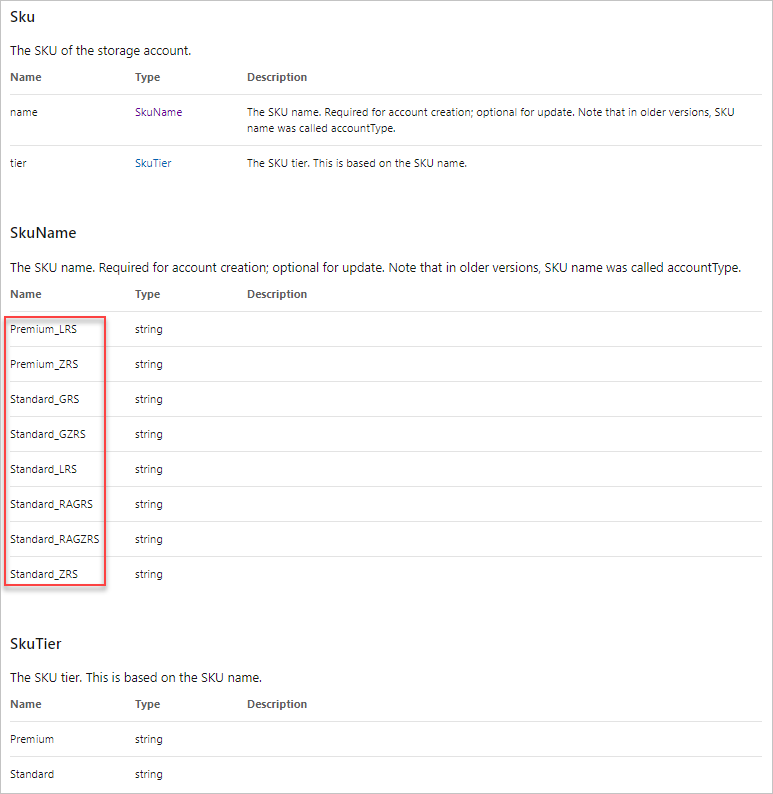 Sku
The SKU of the storage account.
Name Type Description
name SkuName The SKU name. Required for account creation; optional for update. Note that in older versions, SKU
name was called accountType.
tier SkuTier The SKU tier. This is based on the SKU name.
SkuName
The SKU name. Required for account creation; optional for update. Note that in older versions, SKU name was called accountType.
Name Type Description
Premium_LRS string
Premium_ZRS string
Standard_GRS string
Standard_GZRS string
Standard_LRS string
Standard_RAGRS string
Standard_RAGZRS string
Standard_ZRS string
SkuTier
The SKU tier. This is based on the SKU name.
Name Type Description
Premium string
Standard string